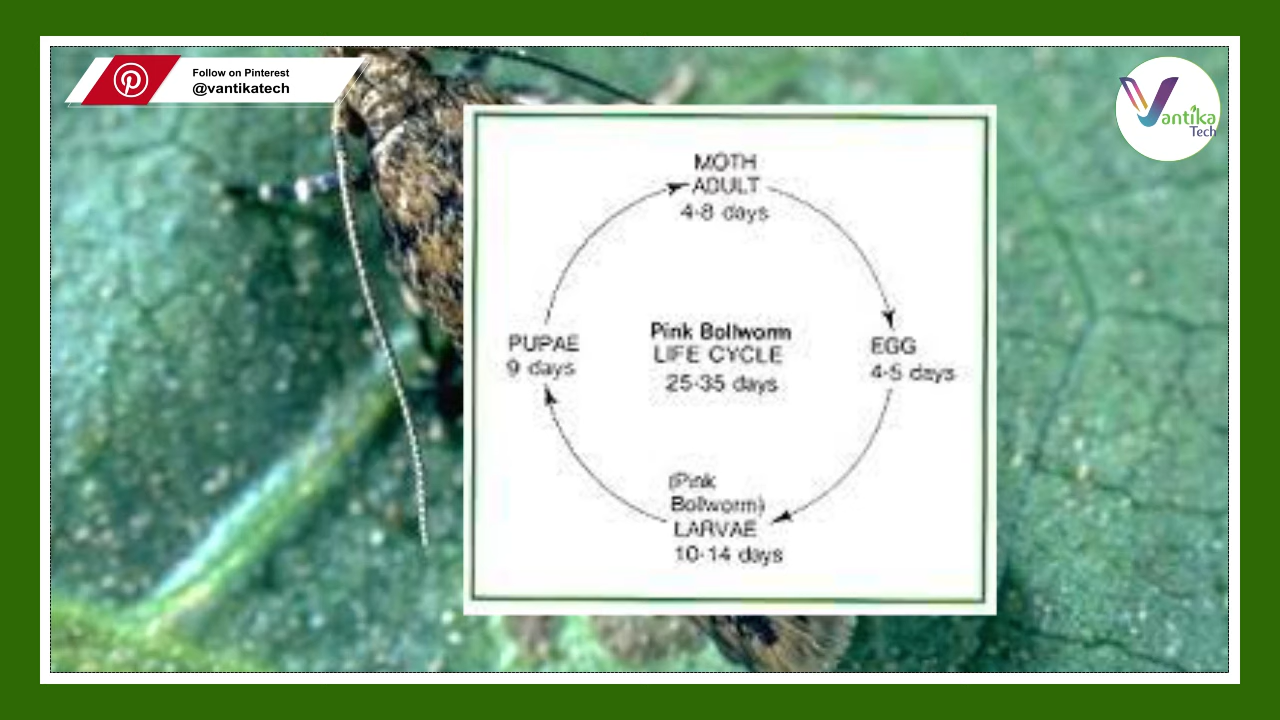 Follow on Pinterest
@vantikatech
Vantika
Tech
MOTH
ADULT
4-8 days
PUPAE
9 days
Pink Bollworm
LIFE CYCLE
25-35 days
EGG
4-5 days
(Pink
Bollworm)
LARVAE
10-14 days